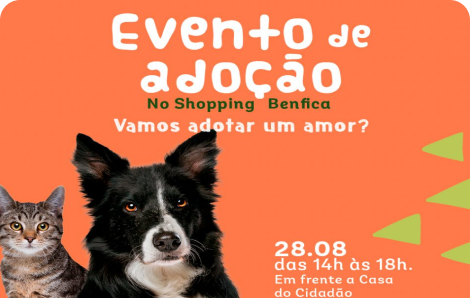 Evento de
adoção
No Shopping Benfica
Vamos adotar um amor?
28.08
das 14h às 18h.
Em frente a Casa
do Cidadão